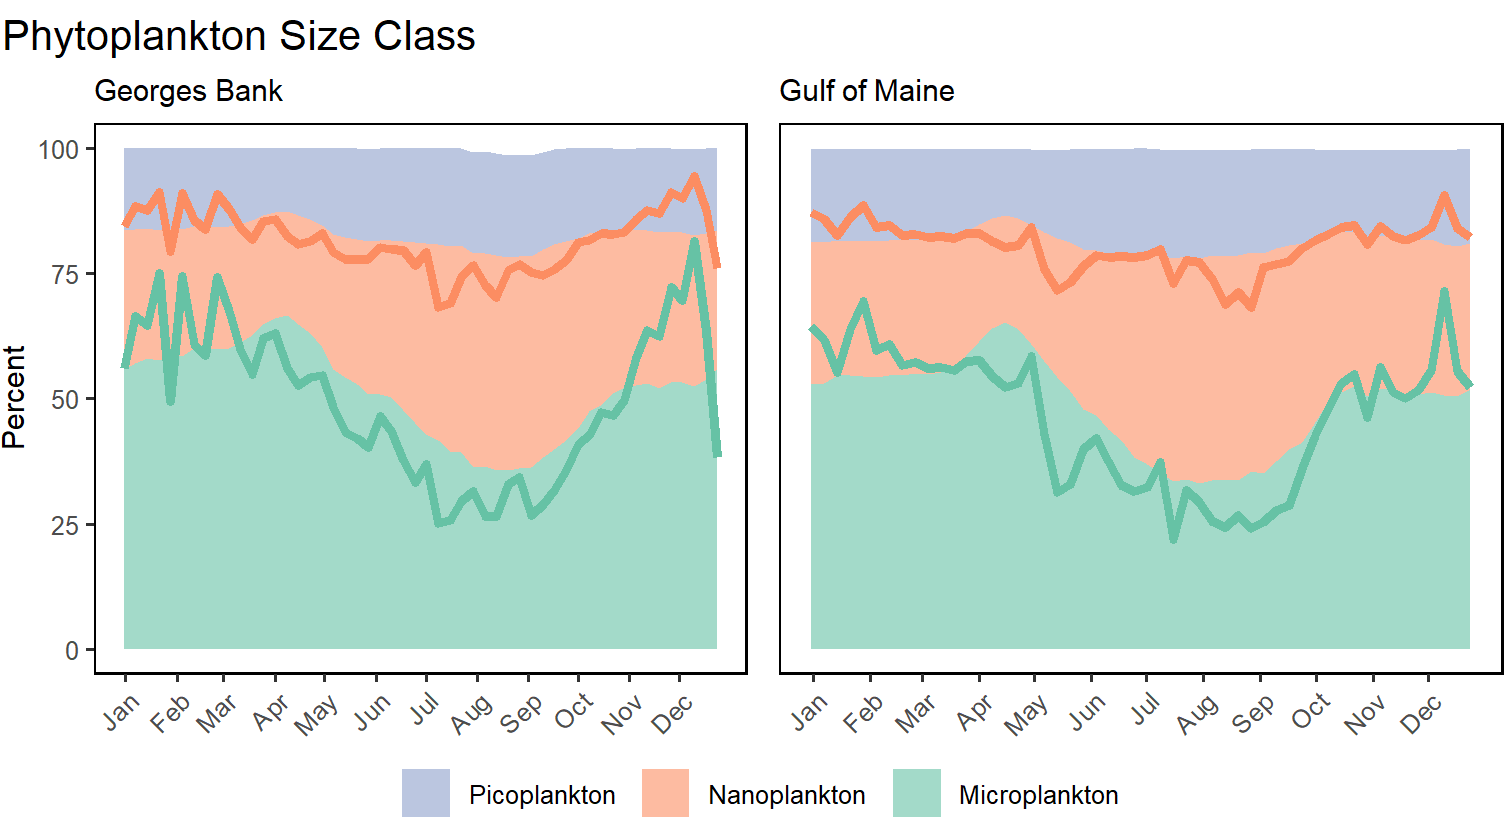 Phytoplankton Size Class
Georges Bank
Gulf of Maine
Percent
100
75
50
25
0
Jan Feb Mar Apr May Jun Jul Aug Sep Oct Nov Dec
Jan Feb Mar Apr May Jun Jul Aug Sep Oct Nov Dec
Picoplankton Nanoplankton Microplankton